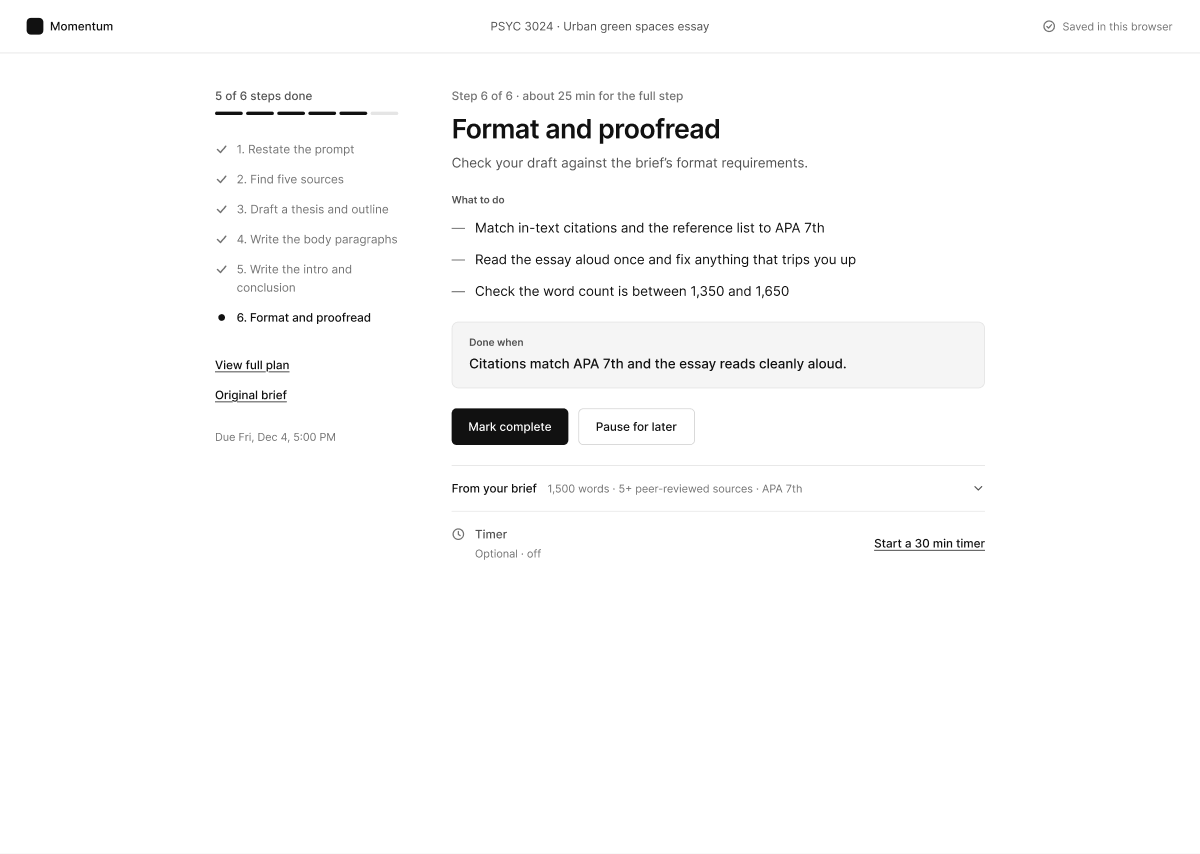 Momentum
PSYC 3024 · Urban green spaces essay
Saved in this browser
5 of 6 steps done
1. Restate the prompt
2. Find five sources
3. Draft a thesis and outline
4. Write the body paragraphs
5. Write the intro and
conclusion
6. Format and proofread
View full plan
Original brief
Due Fri, Dec 4, 5:00 PM
Step 6 of 6 · about 25 min for the full step
Format and proofread
Check your draft against the brief’s format requirements.
What to do
— Match in-text citations and the reference list to APA 7th
— Read the essay aloud once and fix anything that trips you up
— Check the word count is between 1,350 and 1,650
Done when
Citations match APA 7th and the essay reads cleanly aloud.
Mark complete
Pause for later
From your brief 1,500 words · 5+ peer-reviewed sources · APA 7th
Timer
Optional · off
Start a 30 min timer